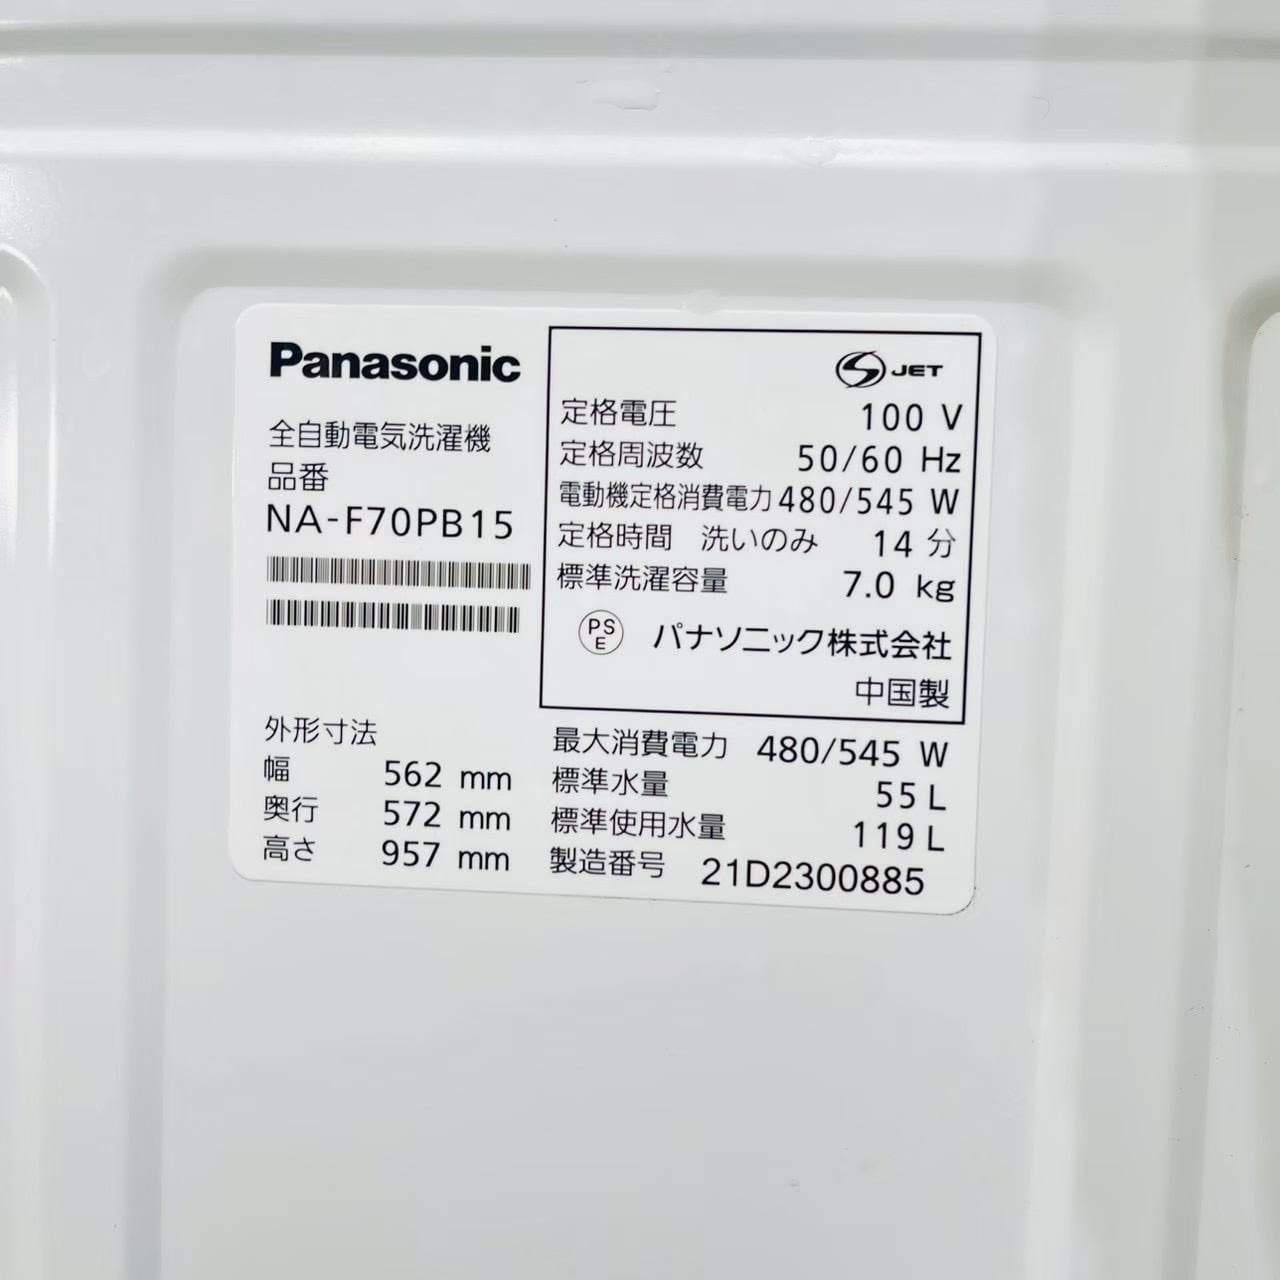 Panasonic
全自動電気洗濯機
品番
NA-F70PB15
外形寸法
幅 562 mm
奥行 572 mm
高さ 957 mm
JET
定格電圧 100 V
定格周波数 50/60 Hz
電動機定格消費電力 480/545 W
定格時間 洗いのみ 14 分
標準洗濯容量 7.0 kg
PS
E
パナソニック株式会社
中国製
最大消費電力 480/545 W
標準水量 55 L
標準使用水量 119 L
製造番号 21D2300885